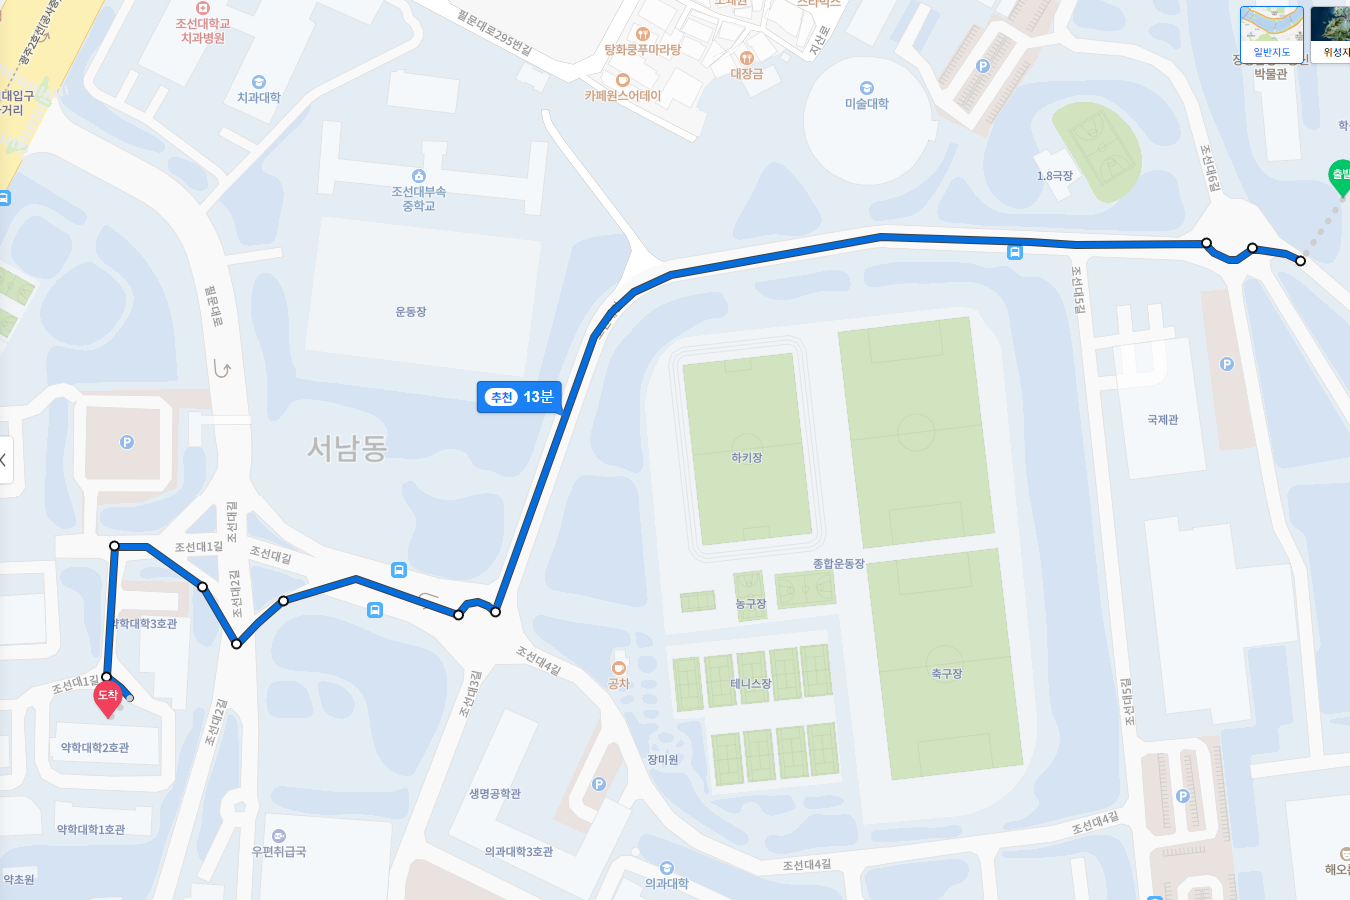 조선대학교
치과병원
필문대로295번길
탕화쿵푸마라탕
대장금
지산로
카페원스어데이
치과대학
미술대학
일반지도
박물관
조선대부속
중학교
1.8극장
조선대6길
출발
필문대로
운동장
조선대5길
추천 13분
서남동
국제관
하키장
종합운동장
조선대길
조선대1길
조선대길
조선대2길
농구장
약학대학3호관
조선대4길
공차
테니스장
축구장
조선대1길
도착
조선대3길
조선대2길
조선대5길
약학대학2호관
장미원
생명공학관
약학대학1호관
우편취급국
의과대학3호관
조선대4길
조선대4길
의과대학
약초원
P
P
P
P
P